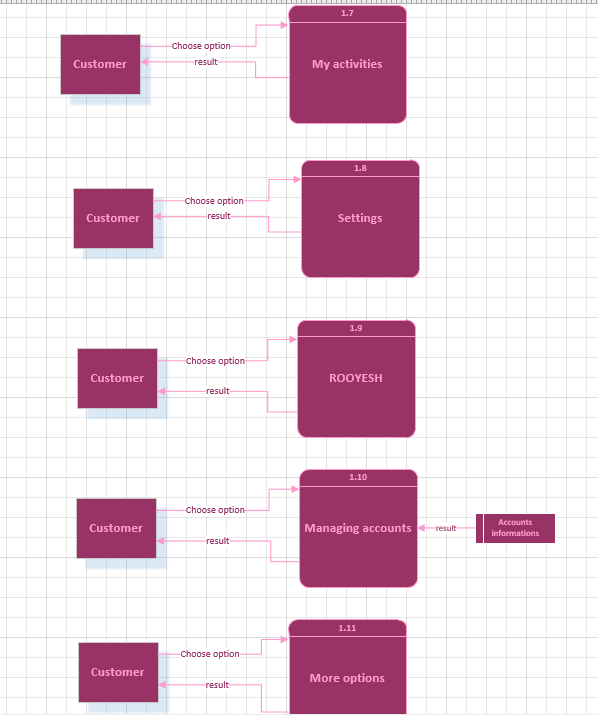 1.7
Choose option
Customer
result
My activities
1.8
Choose option
Customer
result
Settings
1.9
Choose option
Customer
ROOYESH
result
1.10
Choose option
Customer
Managing accounts
result
Accounts
informations
result
1.11
Choose option
Customer
More options
result